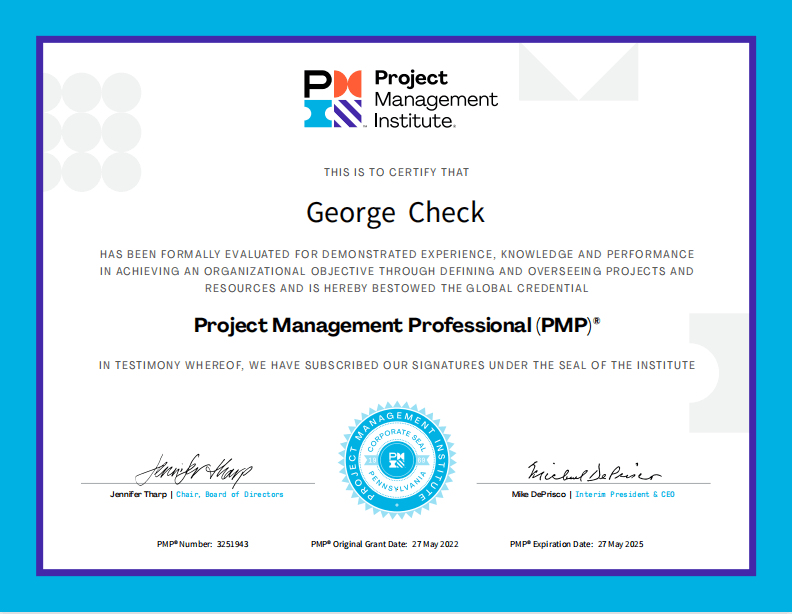 PM
Project
Management
Institute.
THIS IS TO CERTIFY THAT
George Check
HAS BEEN FORMALLY EVALUATED FOR DEMONSTRATED EXPERIENCE, KNOWLEDGE AND PERFORMANCE
IN ACHIEVING AN ORGANIZATIONAL OBJECTIVE THROUGH DEFINING AND OVERSEEING PROJECTS AND
RESOURCES AND IS HEREBY BESTOWED THE GLOBAL CREDENTIAL
Project Management Professional (PMP)®
IN TESTIMONY WHEREOF, WE HAVE SUBSCRIBED OUR SIGNATURES UNDER THE SEAL OF THE INSTITUTE
PROJECT MANAGEMENT INSTITUTE
CORPORATE SEAL
19 69
PM
PENNSYLVANIA
Jennifer Tharp
Michael DePrisco
Jennifer Tharp | Chair, Board of Directors
Mike DePrisco | Interim President & CEO
PMP® Number: 3251943
PMP® Original Grant Date: 27 May 2022
PMP® Expiration Date: 27 May 2025